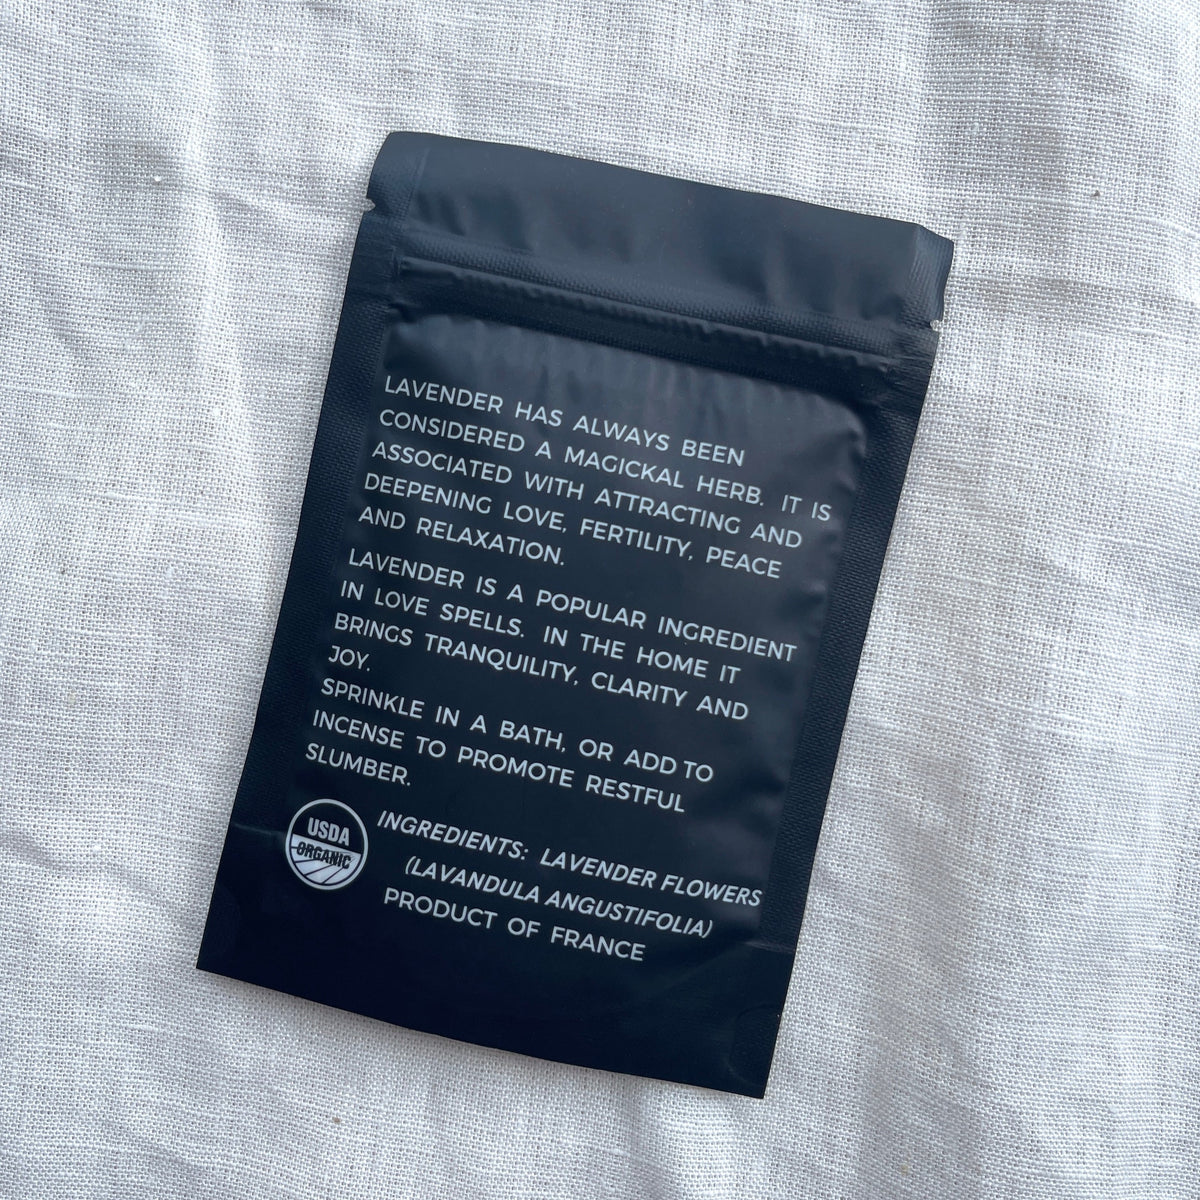 LAVENDER HAS ALWAYS BEEN
CONSIDERED A MAGICKAL HERB. IT IS
ASSOCIATED WITH ATTRACTING AND
DEEPENING LOVE, FERTILITY, PEACE
AND RELAXATION.
LAVENDER IS A POPULAR INGREDIENT
IN LOVE SPELLS. IN THE HOME IT
BRINGS TRANQUILITY, CLARITY AND
JOY.
SPRINKLE IN A BATH, OR ADD TO
INCENSE TO PROMOTE RESTFUL
SLUMBER.
USDA
ORGANIC
INGREDIENTS: LAVENDER FLOWERS
(LAVANDULA ANGUSTIFOLIA)
PRODUCT OF FRANCE